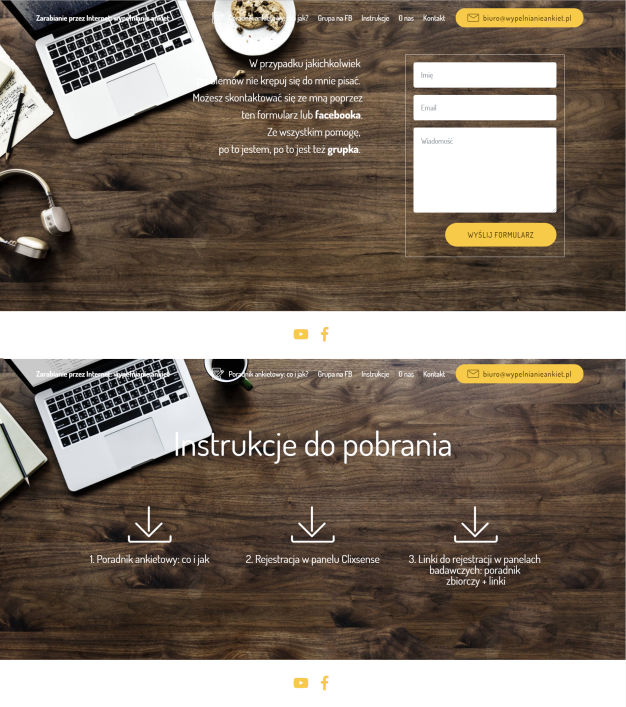 Zarabianie przez Internet: wypełnianie ankiet
Poradnik ankietowy: co i jak? Grupa na FB Instrukcje O nas Kontakt biuro@wypelnianieankiet.pl
W przypadku jakichkolwiek
problemów nie krępuj się do mnie pisać.
Możesz skontaktować się ze mną poprzez
ten formularz lub facebooka.
Ze wszystkim pomogę,
po to jestem, po to jest też grupka.
Imię
Email
Wiadomość
WYŚLIJ FORMULARZ
Zarabianie przez Internet: wypełnianie ankiet
Poradnik ankietowy: co i jak? Grupa na FB Instrukcje O nas Kontakt biuro@wypelnianieankiet.pl
Instrukcje do pobrania
1. Poradnik ankietowy: co i jak
2. Rejestracja w panelu Clixsense
3. Linki do rejestracji w panelach
badawczych: poradnik
zbiorczy + linki